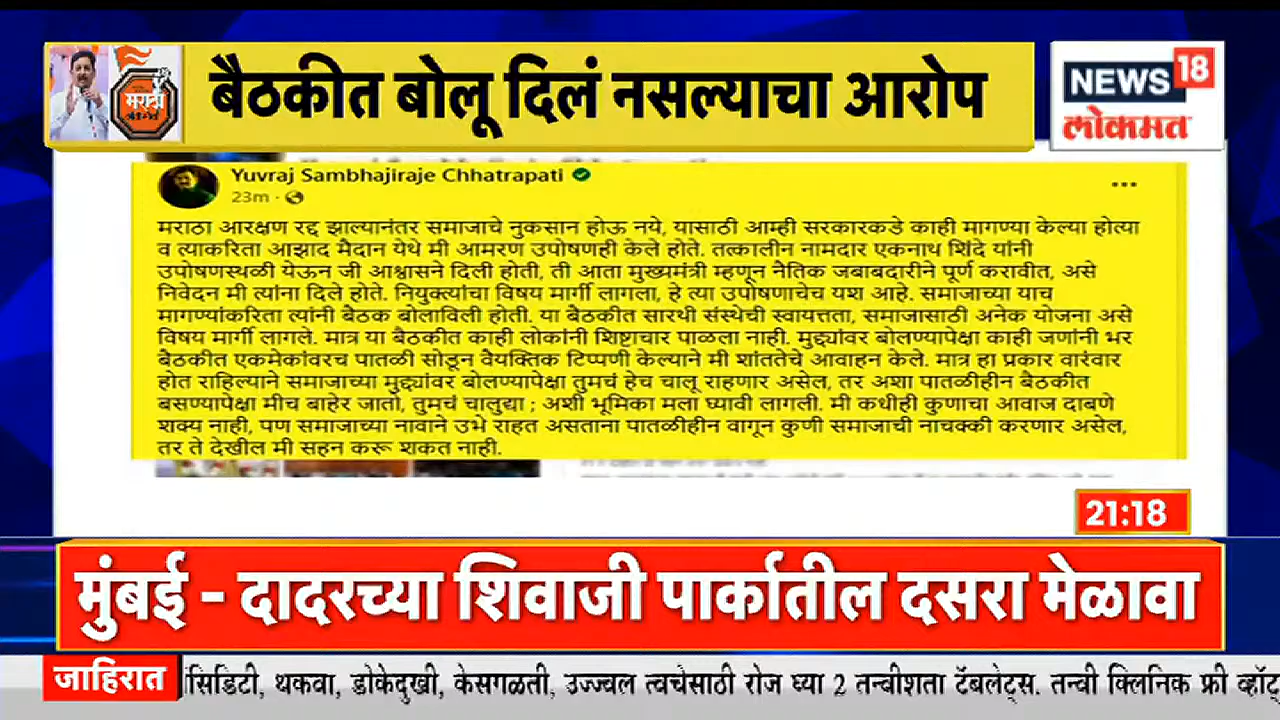 बैठकीत बोलू दिलं नसल्याचा आरोप
NEWS 18
लोकमत
मराठा
Yuvraj Sambhajiraje Chhatrapati
23m
मराठा आरक्षण रद्द झाल्यानंतर समाजाचे नुकसान होऊ नये, यासाठी आम्ही सरकारकडे काही मागण्या केल्या होत्या
व त्याकरिता आझाद मैदान येथे मी आमरण उपोषणही केले होते. तत्कालीन नामदार एकनाथ शिंदे यांनी
उपोषणस्थळी येऊन जी आश्वासने दिली होती, ती आता मुख्यमंत्री म्हणून नैतिक जबाबदारीने पूर्ण करावीत, असे
निवेदन मी त्यांना दिले होते. नियुक्त्यांचा विषय मार्गी लागला, हे त्या उपोषणाचेच यश आहे. समाजाच्या याच
मागण्यांकरिता त्यांनी बैठक बोलाविली होती. या बैठकीत सारथी संस्थेची स्वायत्तता, समाजासाठी अनेक योजना असे
विषय मार्गी लागले. मात्र या बैठकीत काही लोकांनी शिष्टाचार पाळला नाही. मुद्द्यांवर बोलण्यापेक्षा काही जणांनी भर
बैठकीत एकमेकांवरच पातळी सोडून वैयक्तिक टिप्पणी केल्याने मी शांततेचे आवाहन केले. मात्र हा प्रकार वारंवार
होत राहिल्याने समाजाच्या मुद्द्यांवर बोलण्यापेक्षा तुमचं हेच चालू राहणार असेल, तर अशा पातळीहीन बैठकीत
बसण्यापेक्षा मीच बाहेर जातो, तुमचं चालुद्या ; अशी भूमिका मला घ्यावी लागली. मी कधीही कुणाचा आवाज दाबणे
शक्य नाही, पण समाजाच्या नावाने उभे राहत असताना पातळीहीन वागून कुणी समाजाची नाचक्की करणार असेल,
तर ते देखील मी सहन करू शकत नाही.
21:18
मुंबई - दादरच्या शिवाजी पार्कातील दसरा मेळावा
जाहिरात
सिडिटी, थकवा, डोकेदुखी, केसगळती, उज्ज्वल त्वचेसाठी रोज घ्या 2 तन्वीशता टॅबलेट्स. तन्वी क्लिनिक फ्री व्हॉट्